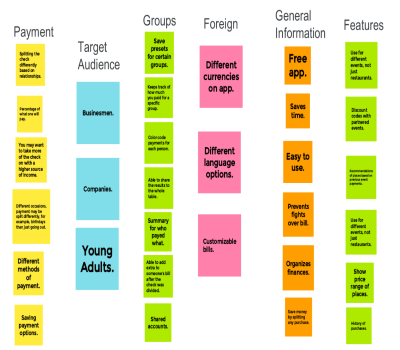 Payment
Splitting the
check
differently
based on
relationships.
Percentage of
what one will
pay.
You may want
to take more
of the check
on with a
higher source
of income.
Different occasions,
payment may be
split differently, for
example, birthdays
than just going out.
Different
methods
of
payment.
Saving
payment
options.
Target
Audience
Businessmen.
Companies.
Young
Adults.
Groups
Save
presets
for certain
groups.
Keeps track of
how much
you paid for a
specific
group.
Color code
payments for
each person.
Able to share
the results to the
whole
table.
Summary
for who
payed
what.
Able to add
extra to
someone's bill
after the
check was
divided.
Shared
accounts.
Foreign
Different
currencies
on app.
Different
language
options.
Customizable
bills.
General
Information
Free
app.
Saves
time.
Easy to
use.
Prevents
fights
over bill.
Organizes
finances.
Save money
by splitting
any purchase.
Features
Use for
different
events, not just
restaurants.
Discount
codes with
partnered
events.
Recommendations
of places based on
previous event
payments.
Use for
different
events, not
just
restaurants.
Show
price
range of
places.
History of
purchases.